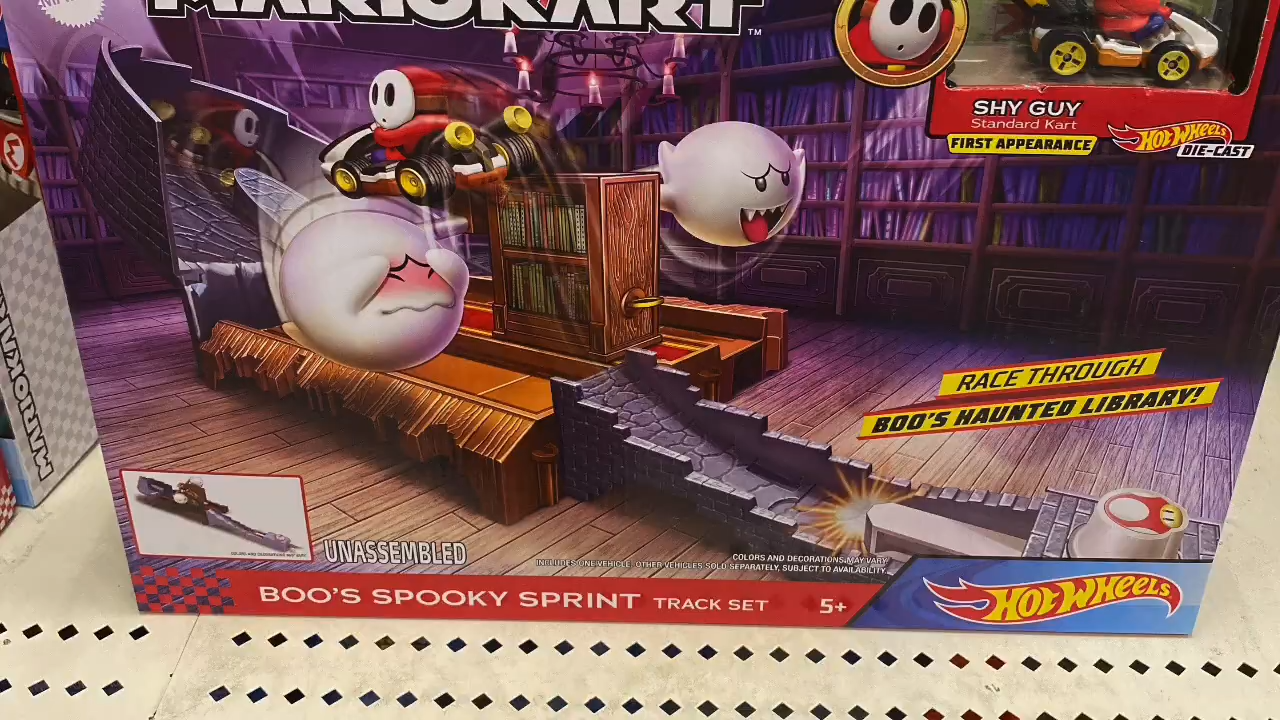 MARIOKART™
SHY GUY
Standard Kart
FIRST APPEARANCE
HOT WHEELS
DIE-CAST
RACE THROUGH
BOO'S HAUNTED LIBRARY!
MARIOKAR
UNASSEMBLED
COLORS AND DECORATIONS MAY VARY.
INCLUDES ONE VEHICLE. OTHER VEHICLES SOLD SEPARATELY, SUBJECT TO AVAILABILITY.
BOO'S SPOOKY SPRINT TRACK SET 5+
HOT WHEELS